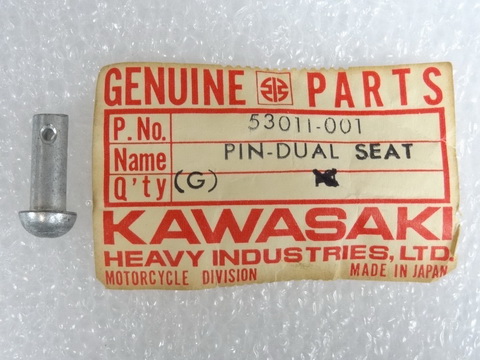 GENUINE PARTS
P.No. 53011-001
Name PIN-DUAL SEAT
Q'ty (G)
KAWASAKI
HEAVY INDUSTRIES, LTD.
MOTORCYCLE DIVISION MADE IN JAPAN